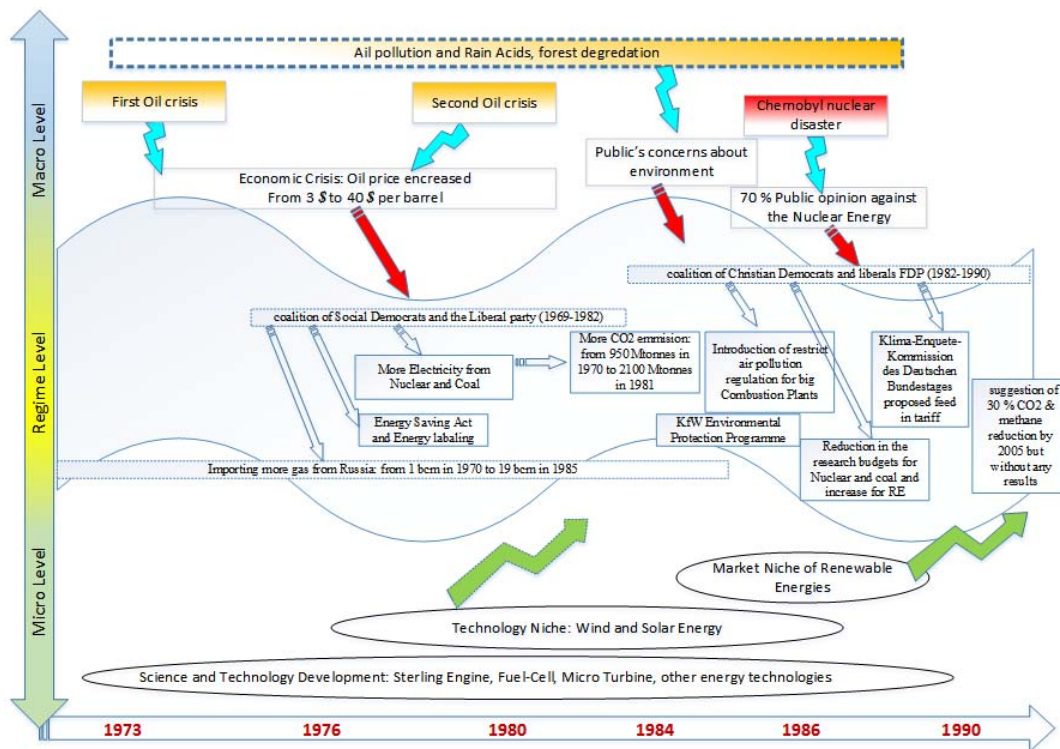 Ail pollution and Rain Acids, forest degredation
First Oil crisis
Second Oil crisis
Chernobyl nuclear
disaster
Public's concerns about
environment
Economic Crisis: Oil price encreased
From 3 $ to 40 $ per barrel
70 % Public opinion against
the Nuclear Energy
Macro Level
coalition of Christian Democrats and liberals FDP (1982-1990)
coalition of Social Democrats and the Liberal party (1969-1982)
More Electricity from
Nuclear and Coal
More CO2 emmision:
from 950 Mtonnes in
1970 to 2100 Mtonnes
in 1981
Introduction of restrict
air pollution
regulation for big
Combustion Plants
Klima-Enquete-
Kommission
des Deutschen
Bundestages
proposed feed
in tariff
suggestion of
30 % CO2 &
methane
reduction by
2005 but
without any
results
Regime Level
Energy Saving Act
and Energy labaling
KfW Environmental
Protection Programme
Reduction in the
research budgets for
Nuclear and coal and
increase for RE
Importing more gas from Russia: from 1 bcm in 1970 to 19 bcm in 1985
Micro Level
Market Niche of Renewable
Energies
Technology Niche: Wind and Solar Energy
Science and Technology Development: Sterling Engine, Fuel-Cell, Micro Turbine, other energy technologies
1973 1976 1980 1984 1986 1990